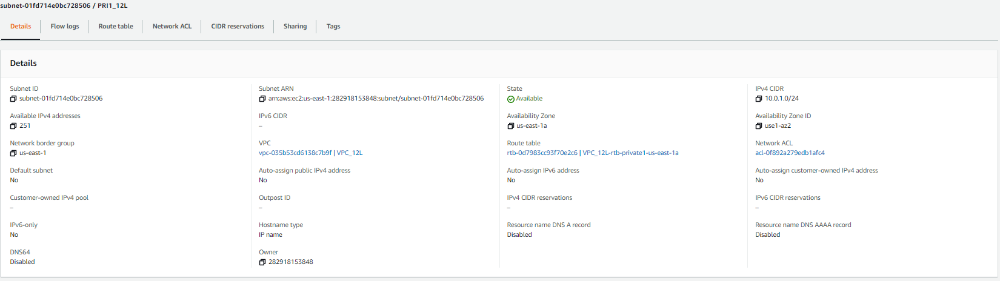 subnet-01fd714e0bc728506 / PRI1_12L
Details Flow logs Route table Network ACL CIDR reservations Sharing Tags
Details
Subnet ID
subnet-01fd714e0bc728506
Subnet ARN
arn:aws:ec2:us-east-1:282918153848:subnet/subnet-01fd714e0bc728506
State
Available
IPv4 CIDR
10.0.1.0/24
Available IPv4 addresses
251
IPv6 CIDR
–
Availability Zone
us-east-1a
Availability Zone ID
use1-az2
Network border group
us-east-1
VPC
vpc-035b53cd6138c7b9f | VPC_12L
Route table
rtb-0d7983cc93f70e2c6 | VPC_12L-rtb-private1-us-east-1a
Network ACL
acl-0f892a279edb1afc4
Default subnet
No
Auto-assign public IPv4 address
No
Auto-assign IPv6 address
No
Auto-assign customer-owned IPv4 address
No
Customer-owned IPv4 pool
–
Outpost ID
–
IPv4 CIDR reservations
–
IPv6 CIDR reservations
–
IPv6-only
No
Hostname type
IP name
Resource name DNS A record
Disabled
Resource name DNS AAAA record
Disabled
DNS64
Disabled
Owner
282918153848